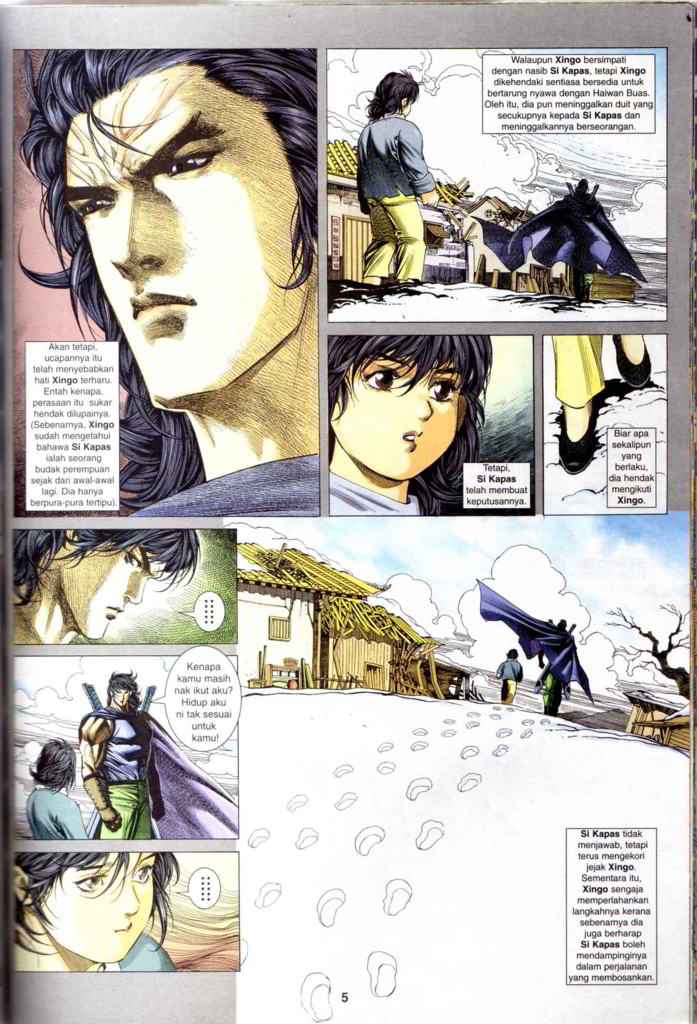 Walaupun Xingo bersimpati
dengan nasib Si Kapas, tetapi Xingo
dikehendaki sentiasa bersedia untuk
bertarung nyawa dengan Haiwan Buas.
Oleh itu, dia pun meninggalkan duit yang
secukupnya kepada Si Kapas dan
meninggalkannya berseorangan.
Akan tetapi,
ucapannya itu
telah menyebabkan
hati Xingo terharu.
Entah kenapa,
perasaan itu sukar
hendak dilupainya.
(Sebenarnya, Xingo
sudah mengetahui
bahawa Si Kapas
ialah seorang
budak perempuan
sejak dari awal-awal
lagi. Dia hanya
berpura-pura tertipu).
Tetapi,
Si Kapas
telah membuat
keputusannya.
Biar apa
sekalipun
yang
berlaku,
dia hendak
mengikuti
Xingo.
Kenapa
kamu masih
nak ikut aku?
Hidup aku
ni tak sesuai
untuk
kamu!
Si Kapas tidak
menjawab, tetapi
terus mengekori
jejak Xingo.
Sementara itu,
Xingo sengaja
memperlahankan
langkahnya kerana
sebenarnya dia
juga berharap
Si Kapas boleh
mendampinginya
dalam perjalanan
yang membosankan.
5